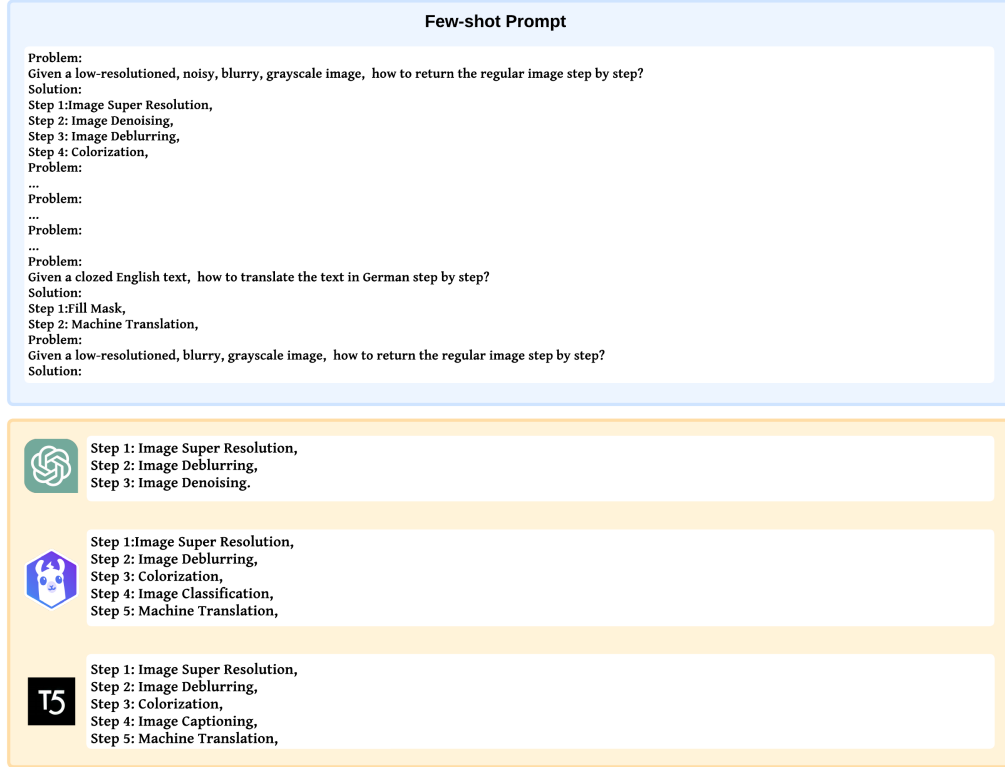 Few-shot Prompt
Problem:
Given a low-resolutioned, noisy, blurry, grayscale image,  how to return the regular image step by step?
Solution:
Step 1:Image Super Resolution,
Step 2: Image Denoising,
Step 3: Image Deblurring,
Step 4: Colorization,
Problem:
...
Problem:
...
Problem:
...
Problem:
Given a clozed English text,  how to translate the text in German step by step?
Solution:
Step 1:Fill Mask,
Step 2: Machine Translation,
Problem:
Given a low-resolutioned, blurry, grayscale image,  how to return the regular image step by step?
Solution:
Step 1: Image Super Resolution,
Step 2: Image Deblurring,
Step 3: Image Denoising.
Step 1:Image Super Resolution,
Step 2: Image Deblurring,
Step 3: Colorization,
Step 4: Image Classification,
Step 5: Machine Translation,
T5
Step 1: Image Super Resolution,
Step 2: Image Deblurring,
Step 3: Colorization,
Step 4: Image Captioning,
Step 5: Machine Translation,